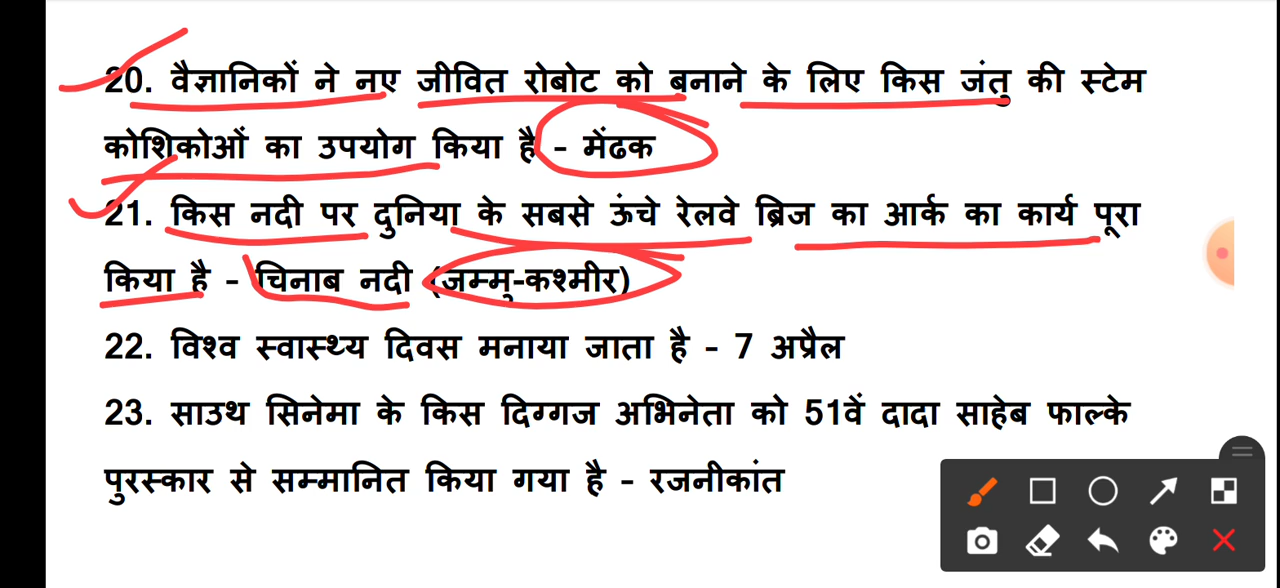 20. वैज्ञानिकों ने नए जीवित रोबोट को बनाने के लिए किस जंतु की स्टेम
कोशिकोओं का उपयोग किया है - मेंढक
21. किस नदी पर दुनिया के सबसे ऊंचे रेलवे ब्रिज का आर्क का कार्य पूरा
किया है - चिनाब नदी (जम्मु-कश्मीर)
22. विश्व स्वास्थ्य दिवस मनाया जाता है - 7 अप्रैल
23. साउथ सिनेमा के किस दिग्गज अभिनेता को 51वें दादा साहेब फाल्के
पुरस्कार से सम्मानित किया गया है - रजनीकांत